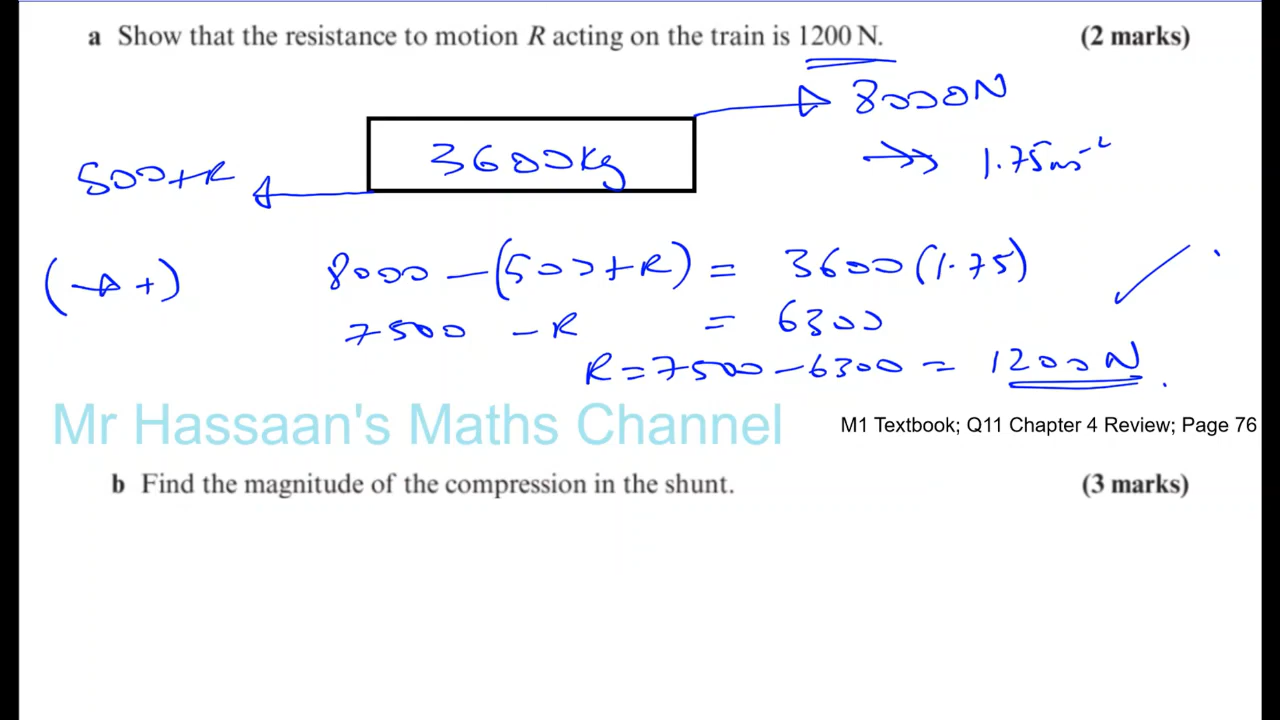 a Show that the resistance to motion R acting on the train is 1200 N. (2 marks)
8000N
3600kg
1.75ms⁻²
500+R
(→+) 8000 - (500+R) = 3600(1.75)
7500 - R = 6300
R = 7500 - 6300 = 1200N
Mr Hassaan's Maths Channel
M1 Textbook; Q11 Chapter 4 Review; Page 76
b Find the magnitude of the compression in the shunt. (3 marks)